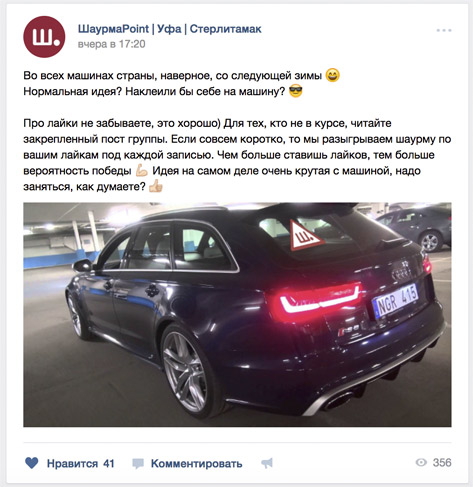 Ш.
ШаурмаPoint | Уфа | Стерлитамак
вчера в 17:20
Во всех машинах страны, наверное, со следующей зимы 😄
Нормальная идея? Наклеили бы себе на машину? 😎
Про лайки не забываете, это хорошо) Для тех, кто не в курсе, читайте
закрепленный пост группы. Если совсем коротко, то мы разыгрываем шаурму по
вашим лайкам под каждой записью. Чем больше ставишь лайков, тем больше
вероятность победы 💪🏻 Идея на самом деле очень крутая с машиной, надо
заняться, как думаете? 👍🏻
Ш.
RS6
NGR 415
Нравится 41
Комментировать
356